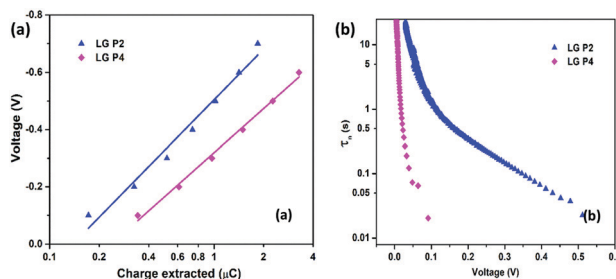 (a)
LG P2
LG P4
-0.8
-0.6
-0.4
-0.2
0.0
Voltage (V)
0.2 0.4 0.6 0.8 1 2 3 4
Charge extracted (μC)
(a)
(b)
LG P2
LG P4
10
5
1
0.5
0.1
0.05
0.01
τn (s)
0.0 0.1 0.2 0.3 0.4 0.5 0.6
Voltage (V)
(b)